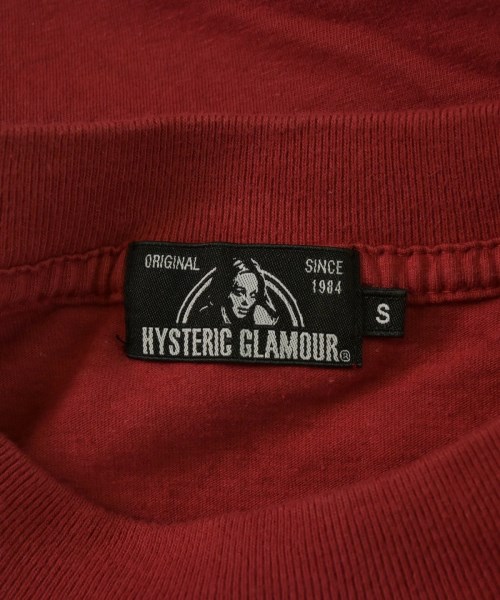 ORIGINAL SINCE
1984
HYSTERIC GLAMOUR®
S